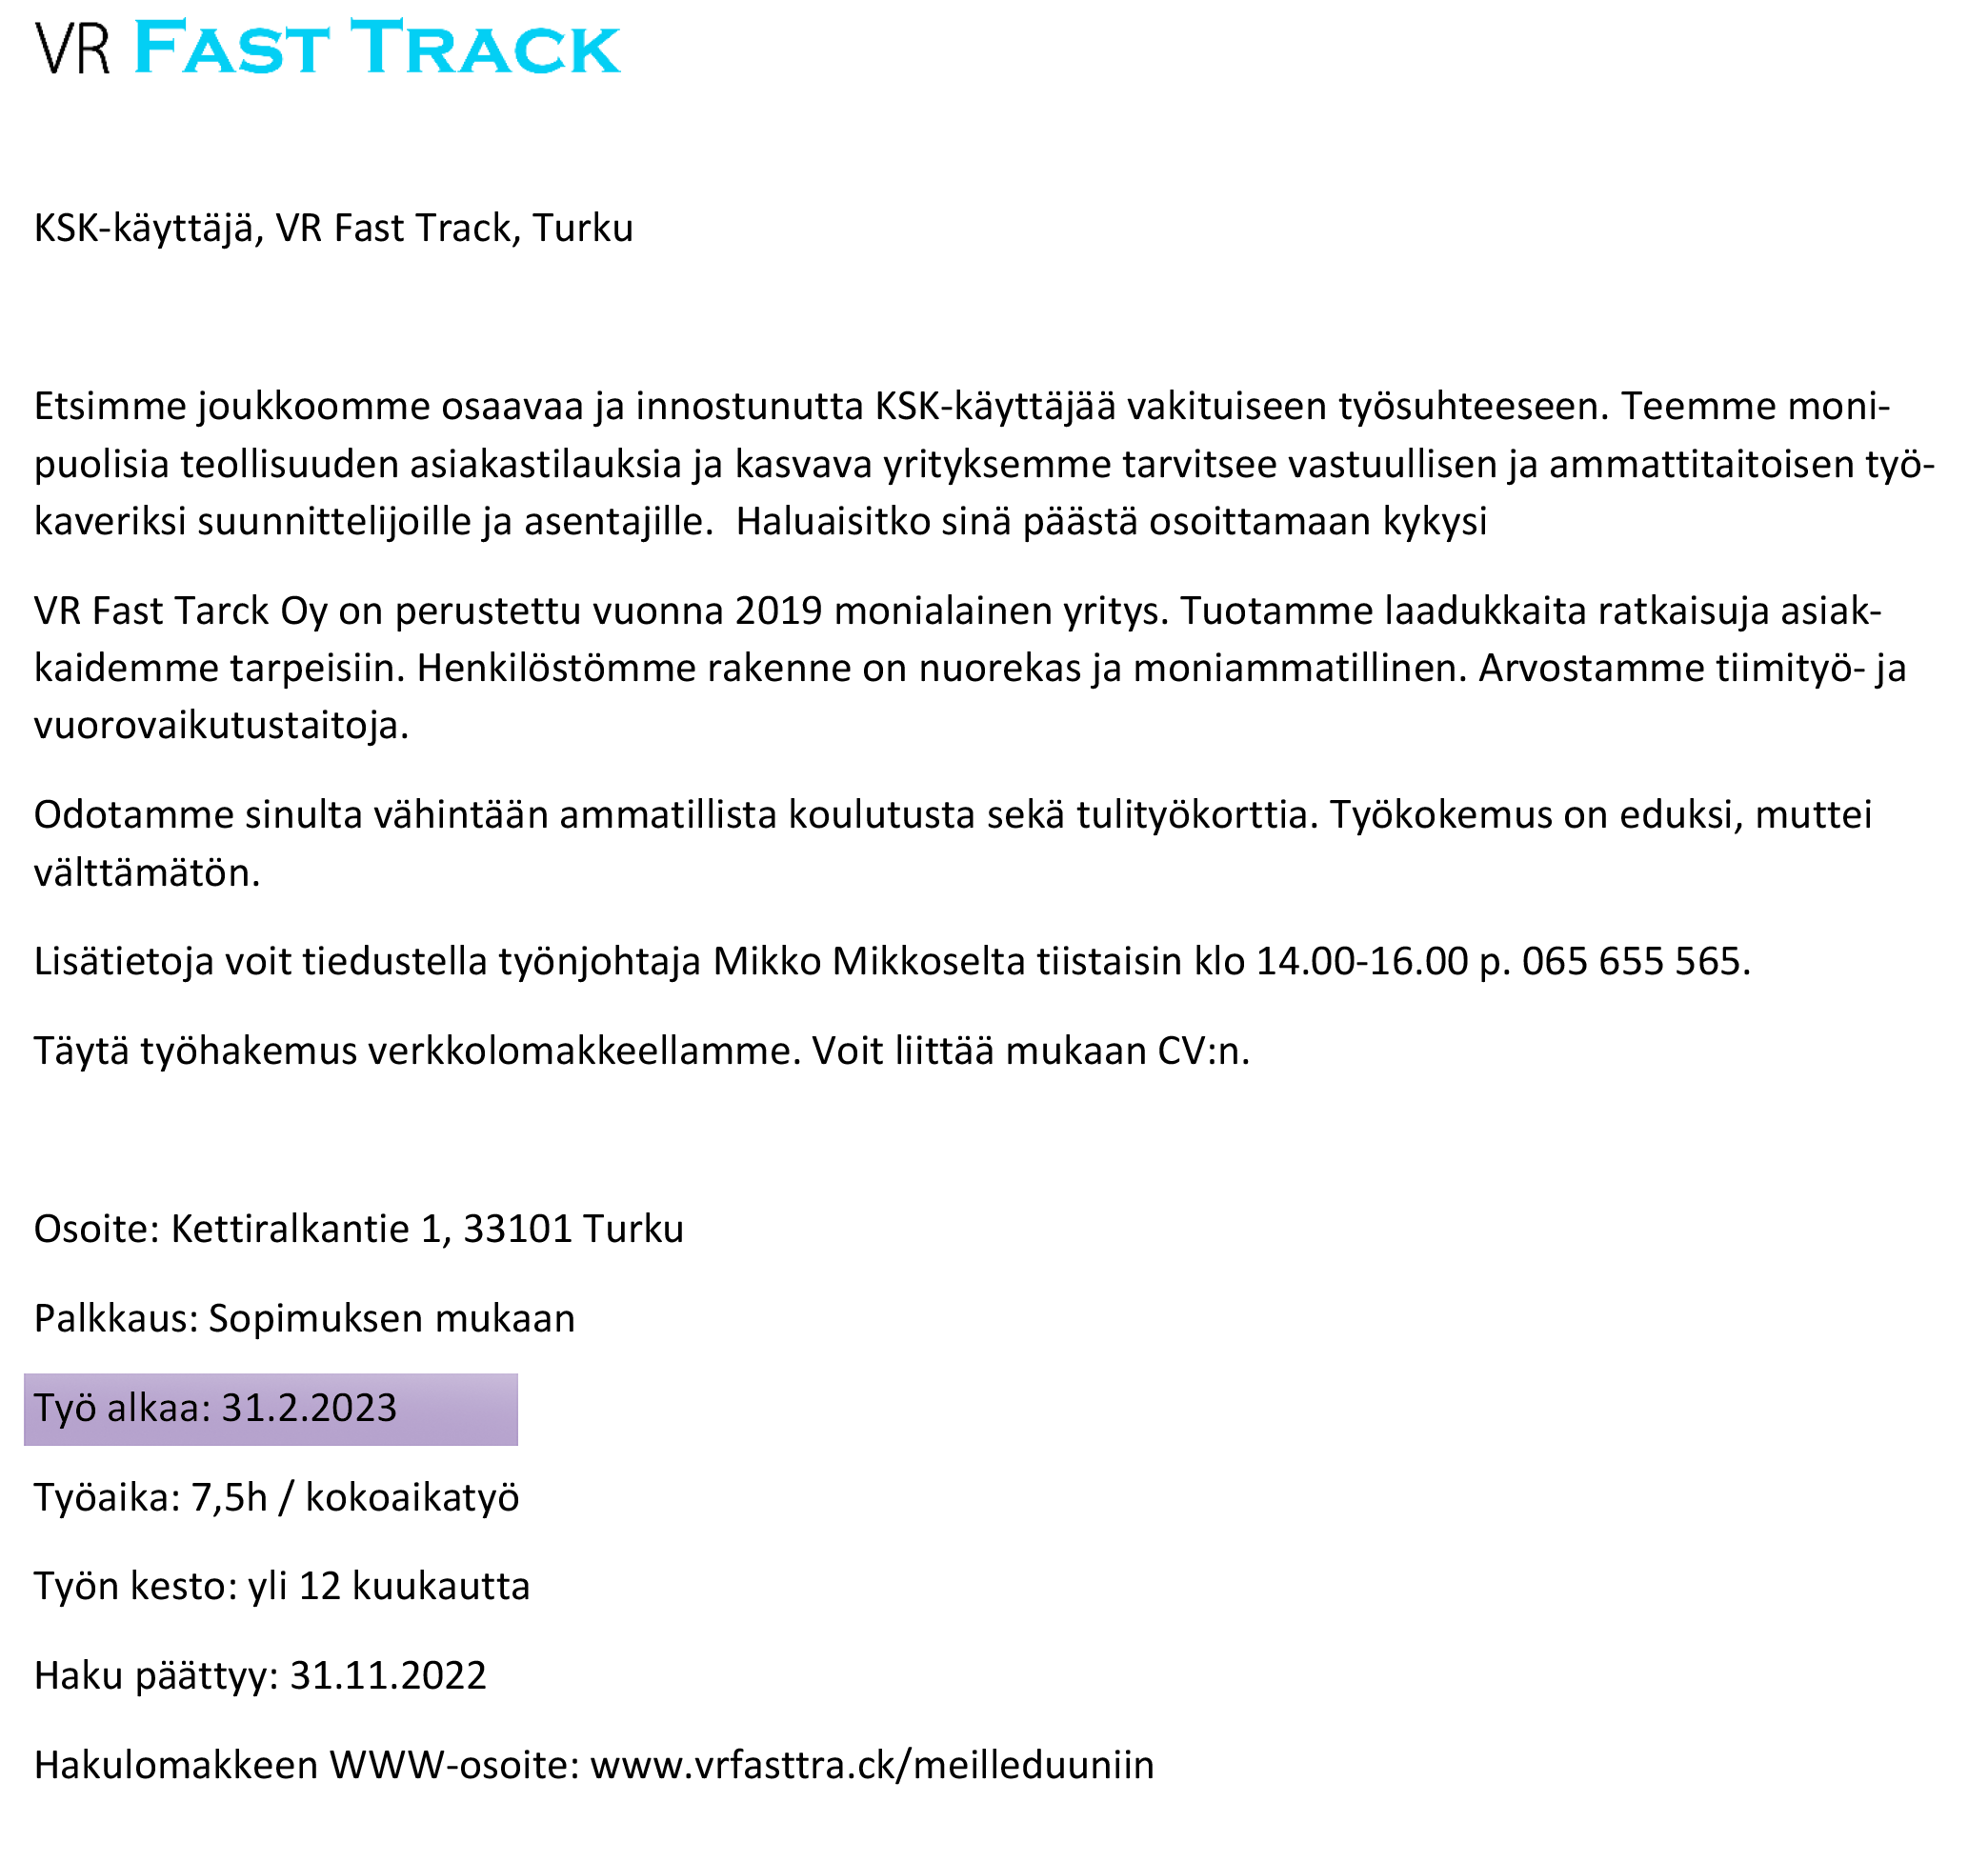 VR FAST TRACK
KSK-käyttäjä, VR Fast Track, Turku
Etsimme joukkoomme osaavaa ja innostunutta KSK-käyttäjää vakituiseen työsuhteeseen. Teemme moni-
puolisia teollisuuden asiakastilauksia ja kasvava yrityksemme tarvitsee vastuullisen ja ammattitaitoisen työ-
kaveriksi suunnittelijoille ja asentajille.  Haluaisitko sinä päästä osoittamaan kykysi
VR Fast Tarck Oy on perustettu vuonna 2019 monialainen yritys. Tuotamme laadukkaita ratkaisuja asiak-
kaidemme tarpeisiin. Henkilöstömme rakenne on nuorekas ja moniammatillinen. Arvostamme tiimityö- ja
vuorovaikutustaitoja.
Odotamme sinulta vähintään ammatillista koulutusta sekä tulityökorttia. Työkokemus on eduksi, muttei
välttämätön.
Lisätietoja voit tiedustella työnjohtaja Mikko Mikkoselta tiistaisin klo 14.00-16.00 p. 065 655 565.
Täytä työhakemus verkkolomakkeellamme. Voit liittää mukaan CV:n.
Osoite: Kettiralkantie 1, 33101 Turku
Palkkaus: Sopimuksen mukaan
Työ alkaa: 31.2.2023
Työaika: 7,5h / kokoaikatyö
Työn kesto: yli 12 kuukautta
Haku päättyy: 31.11.2022
Hakulomakkeen WWW-osoite: www.vrfasttra.ck/meilleduuniin